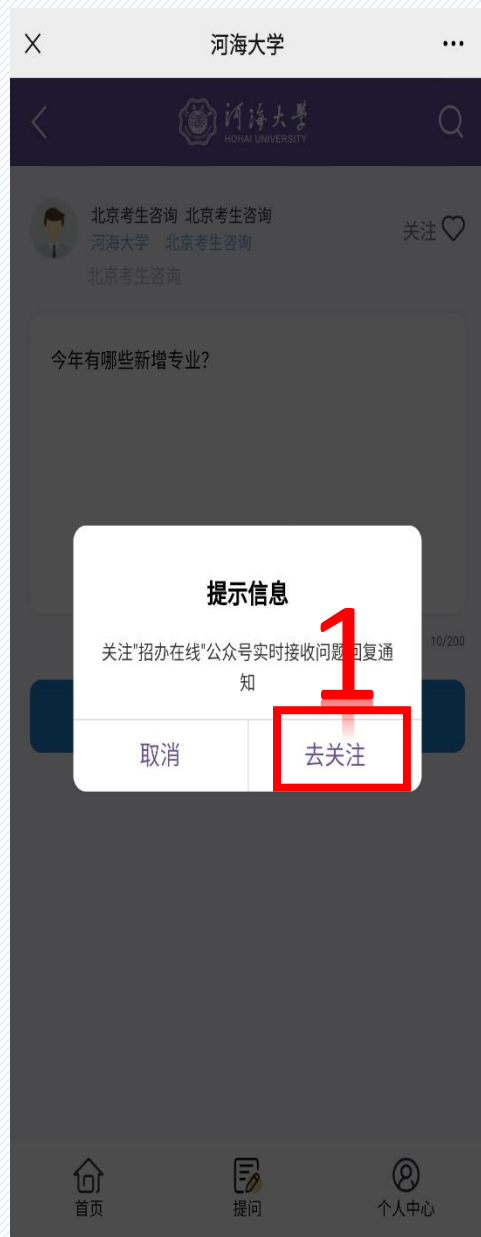 河海大学
河海大学
HOHAI UNIVERSITY
北京考生咨询 北京考生咨询
关注
河海大学 北京考生咨询
北京考生咨询
今年有哪些新增专业?
提示信息
1
关注"招办在线"公众号实时接收问题回复通
知
10/200
取消
去关注
首页
提问
个人中心